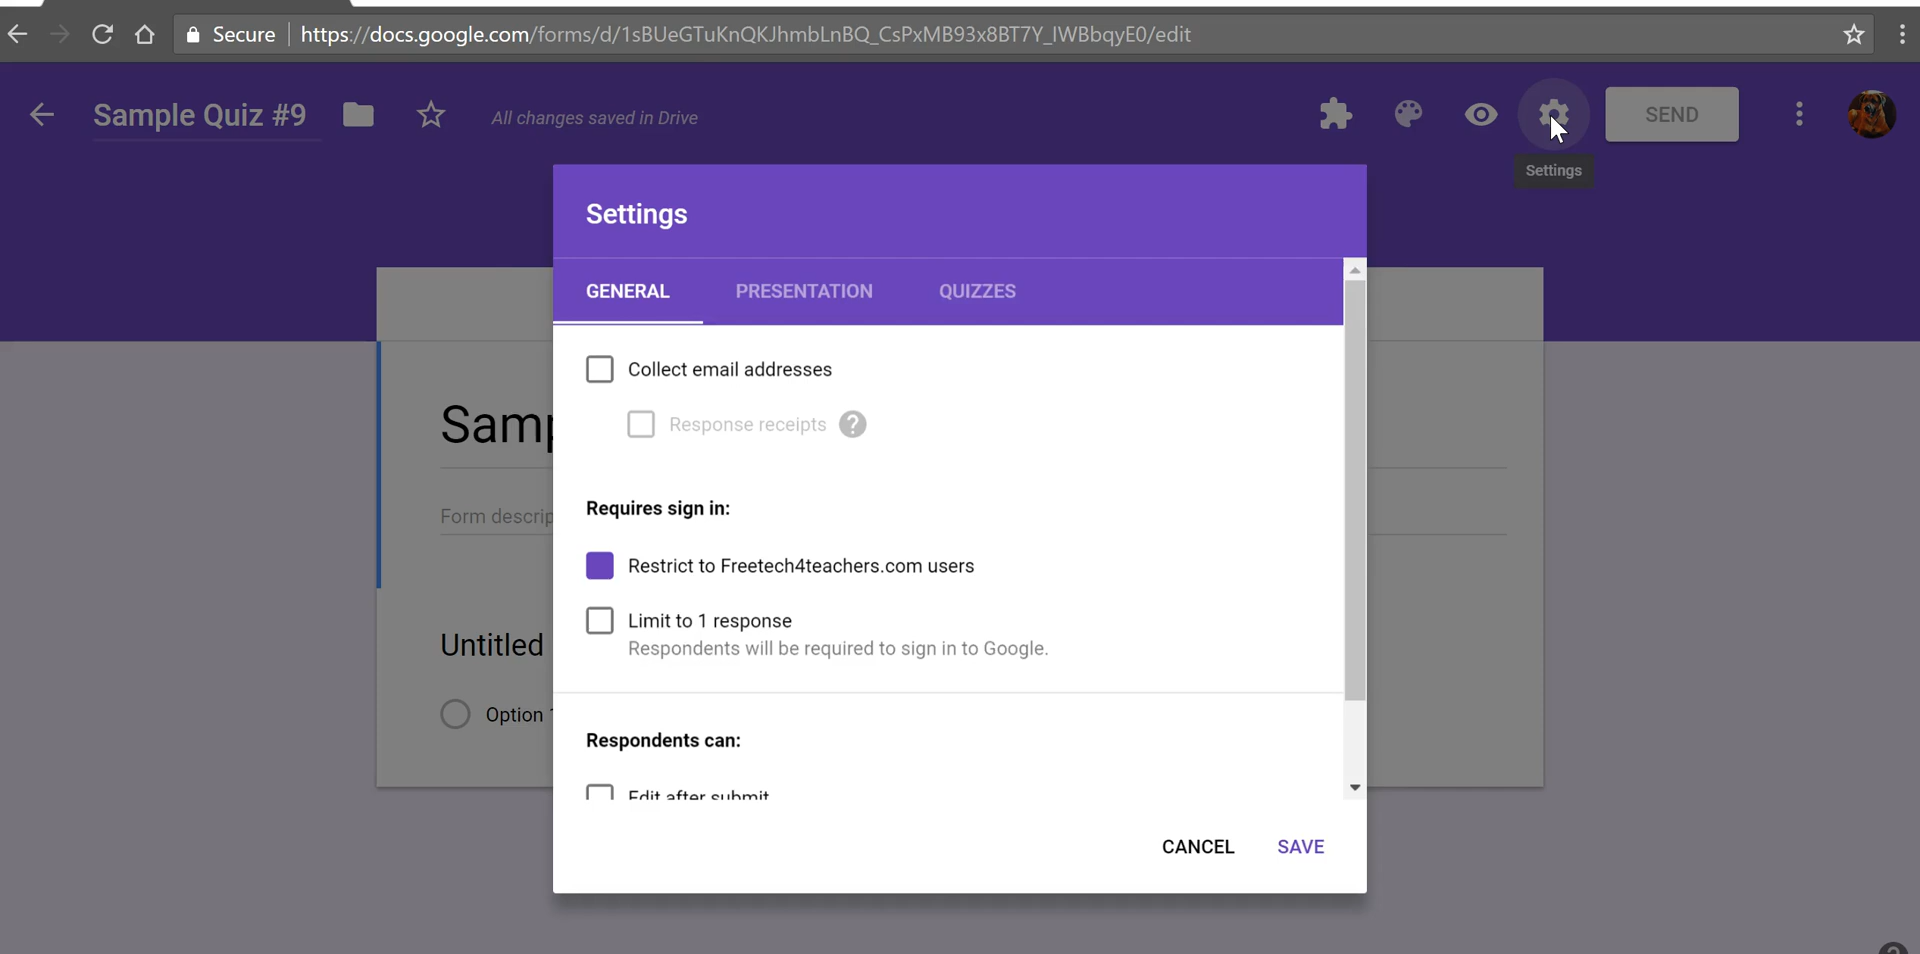 Secure https://docs.google.com/forms/d/1sBUeGTuKnQKJhmbLnBQ_CsPxMB93x8BT7Y_IWBbqyE0/edit
Sample Quiz #9 All changes saved in Drive SEND
Settings
Settings
GENERAL PRESENTATION QUIZZES
Collect email addresses
Samp
Response receipts ?
Requires sign in:
Form descrip
Restrict to Freetech4teachers.com users
Limit to 1 response
Untitled
Respondents will be required to sign in to Google.
Option 1
Respondents can:
Edit after submit
CANCEL SAVE